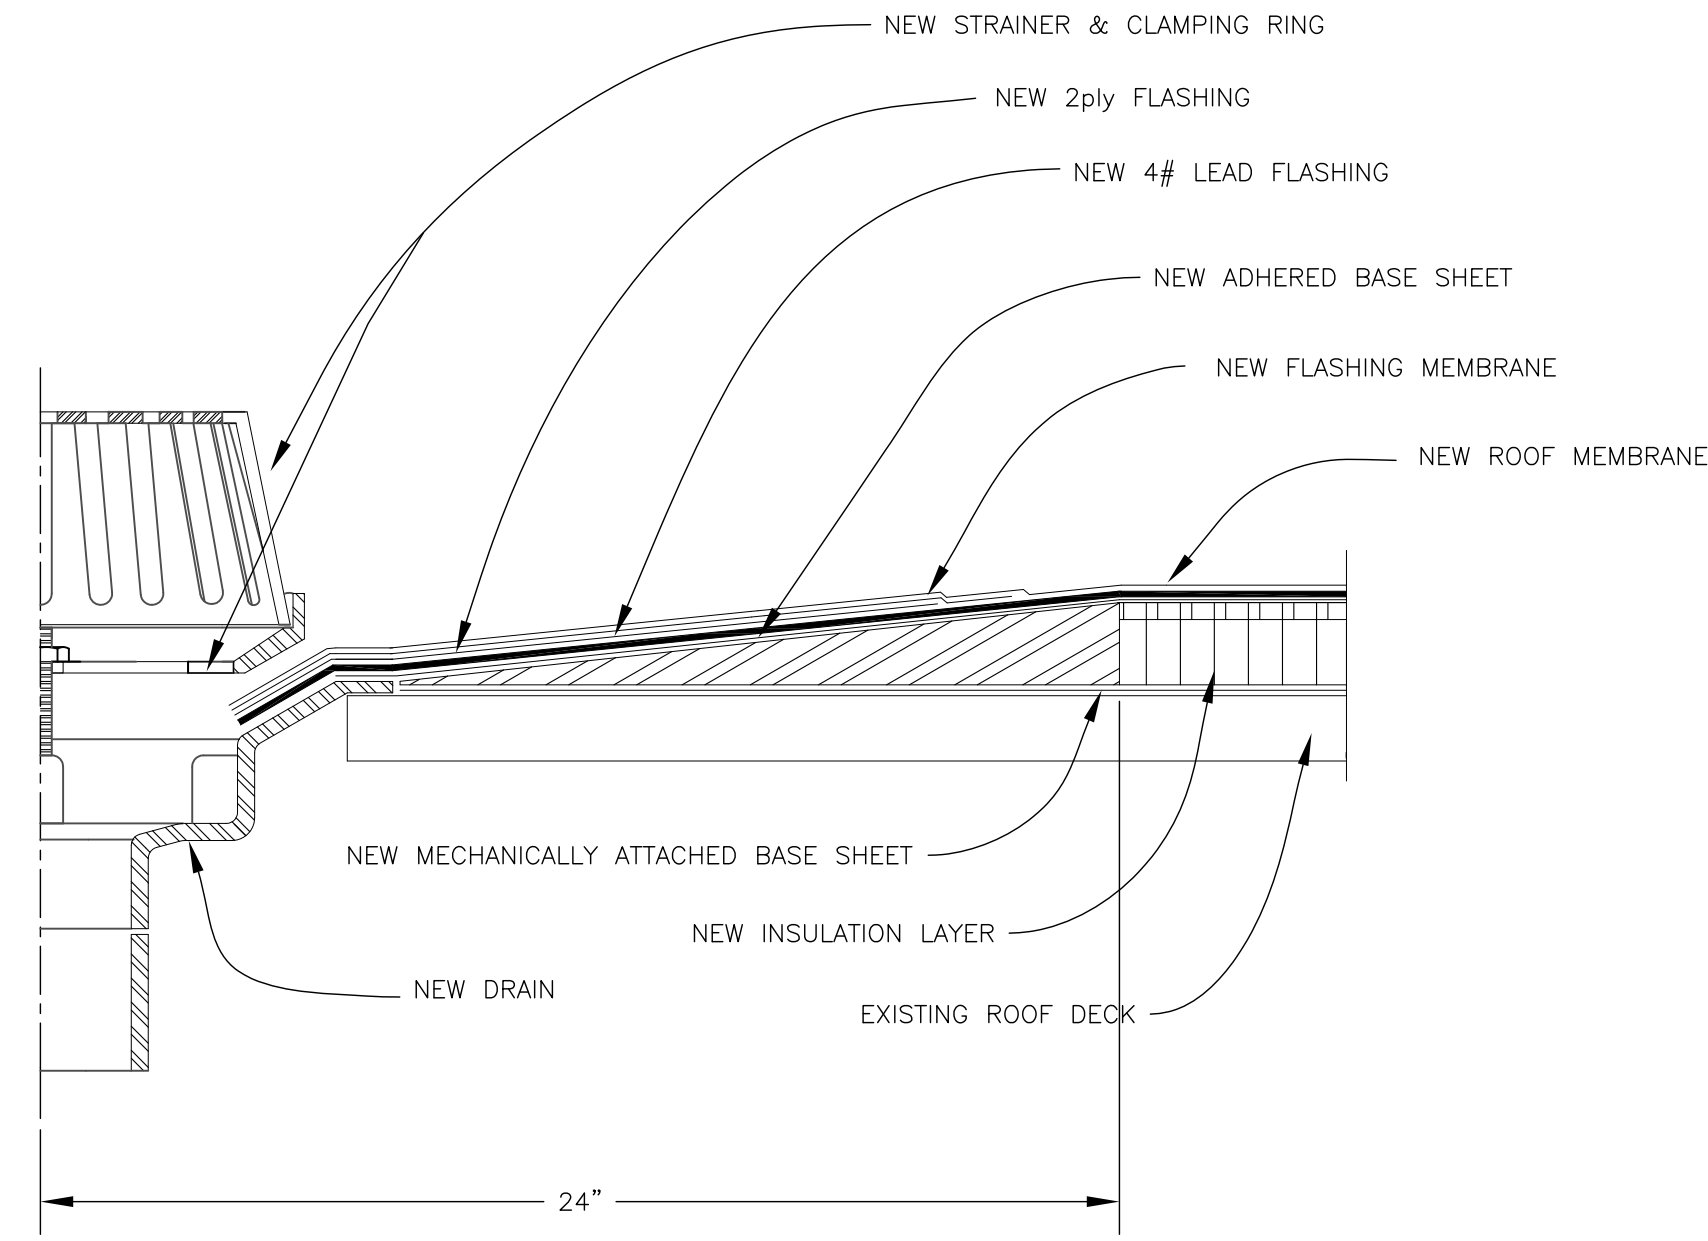 NEW STRAINER & CLAMPING RING
NEW 2ply FLASHING
NEW 4# LEAD FLASHING
NEW ADHERED BASE SHEET
NEW FLASHING MEMBRANE
NEW ROOF MEMBRANE
NEW MECHANICALLY ATTACHED BASE SHEET
NEW INSULATION LAYER
NEW DRAIN
EXISTING ROOF DECK
24”